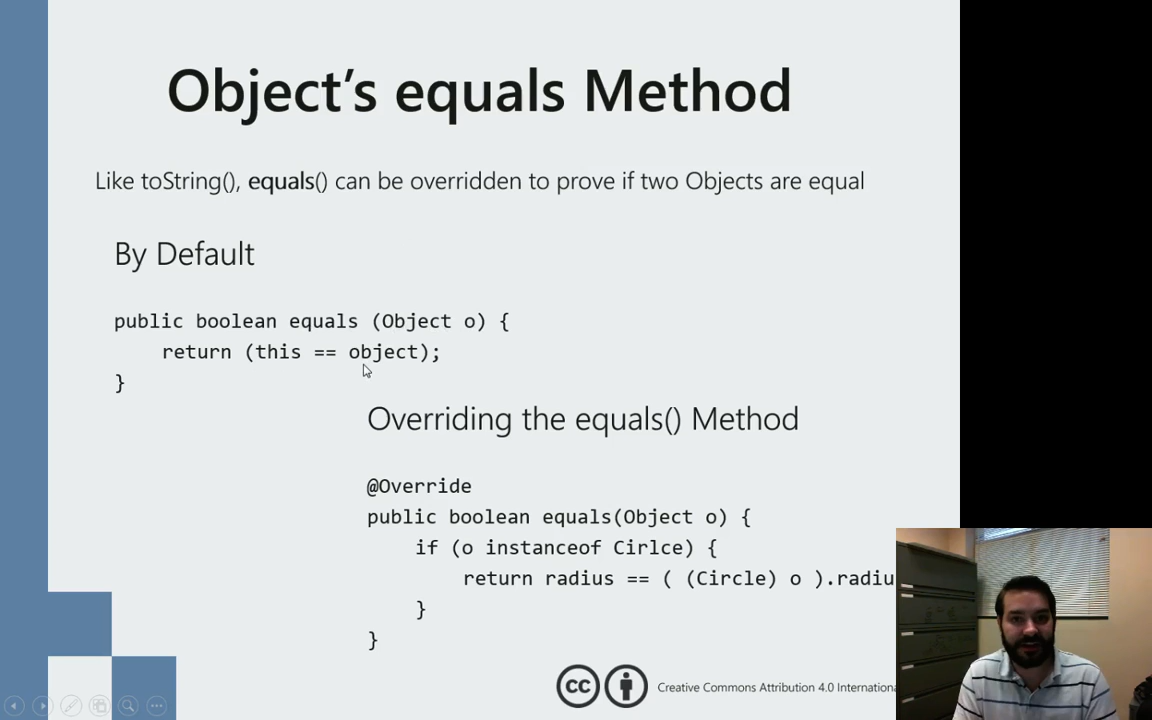 Object’s equals Method
Like toString(), equals() can be overridden to prove if two Objects are equal
By Default
public boolean equals (Object o) {
return (this == object);
}
Overriding the equals() Method
@Override
public boolean equals(Object o) {
if (o instanceof Cirlce) {
return radius == ( (Circle) o ).radiu
}
}
cc
Creative Commons Attribution 4.0 Internationa